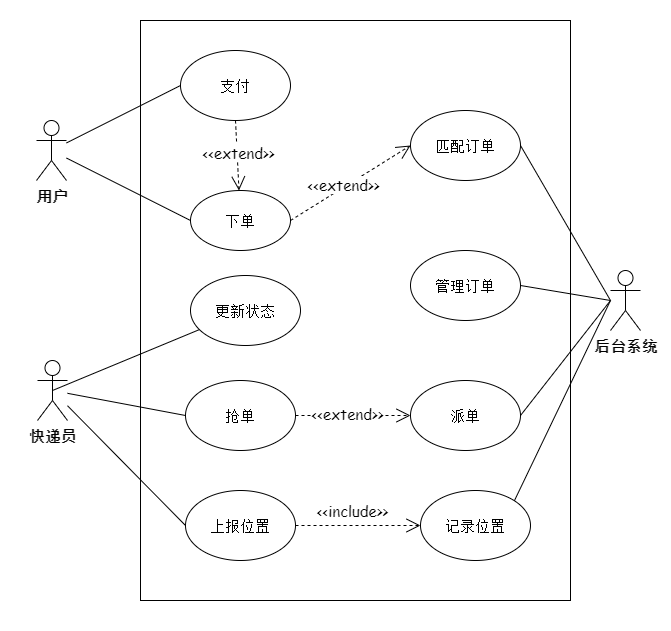 支付
<<extend>>
匹配订单
用户
<<extend>>
下单
管理订单
更新状态
后台系统
快递员
抢单
<<extend>>
派单
上报位置
<<include>>
记录位置